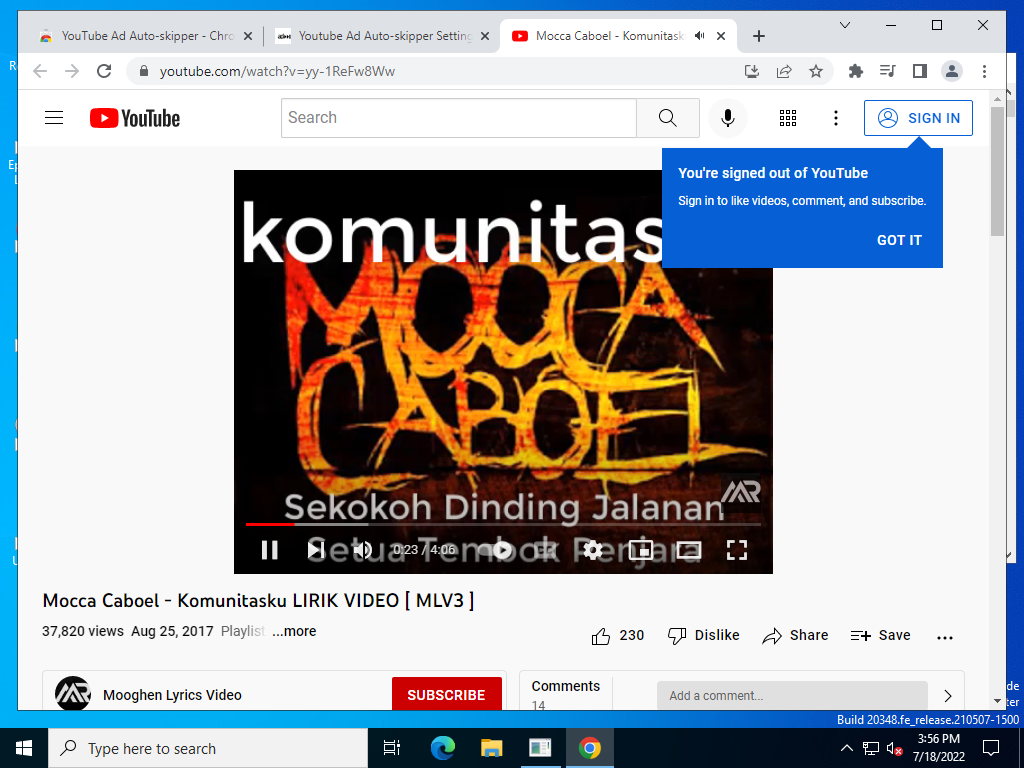 YouTube Ad Auto-skipper - Chro
Youtube Ad Auto-skipper Setting
Mocca Caboel - Komunitask
youtube.com/watch?v=yy-1ReFw8Ww
YouTube
Search
SIGN IN
You're signed out of YouTube
Sign in to like videos, comment, and subscribe.
GOT IT
komunitas
MOCCA
CABOEL
MR
Sekokoh Dinding Jalanan
Setua Tembok Penjara
0:23 / 4:06
Mocca Caboel - Komunitasku LIRIK VIDEO [ MLV3 ]
37,820 views Aug 25, 2017 Playlist ...more
230 Dislike Share Save
Mooghen Lyrics Video
SUBSCRIBE
Comments
14
Add a comment...
Build 20348.fe_release.210507-1500
Type here to search
3:56 PM
7/18/2022